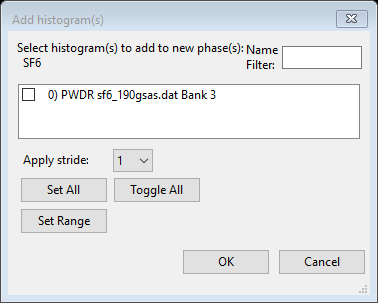 Add histogram(s)
Select histogram(s) to add to new phase(s): Name
SF6 Filter:
0) PWDR sf6_190gsas.dat Bank 3
Apply stride: 1
Set All Toggle All
Set Range
OK Cancel